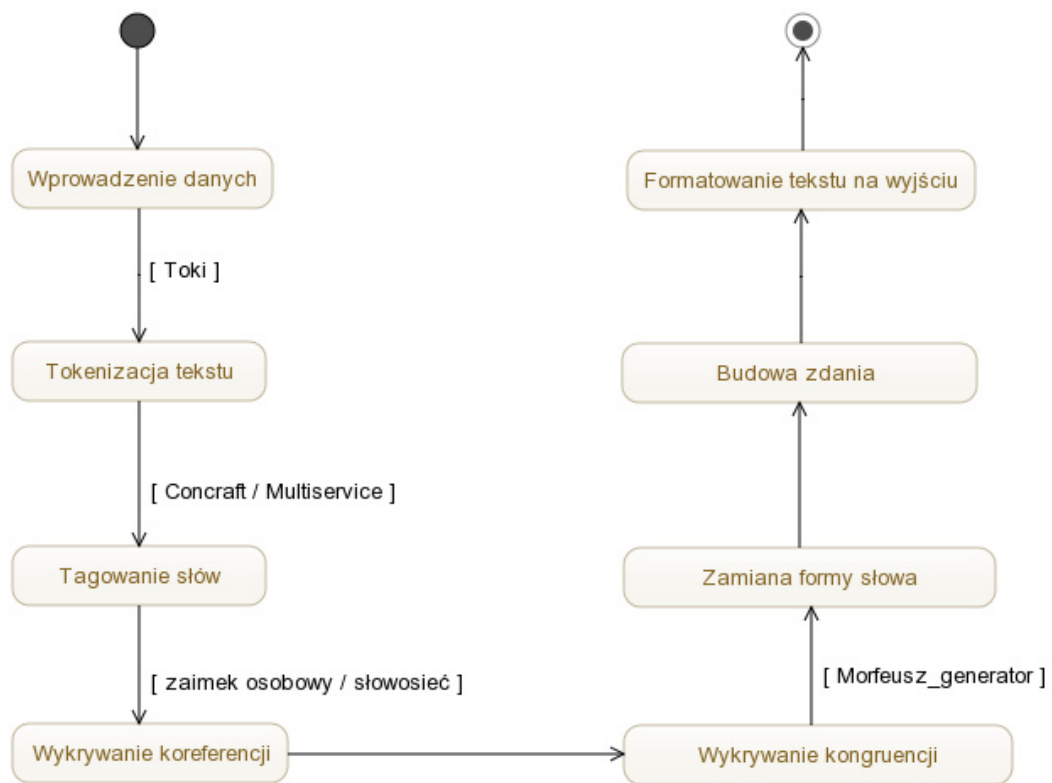 Wprowadzenie danych
[ Toki ]
Tokenizacja tekstu
[ Concraft / Multiservice ]
Tagowanie słów
[ zaimek osobowy / słowosieć ]
Wykrywanie koreferencji
Wykrywanie kongruencji
[ Morfeusz_generator ]
Zamiana formy słowa
Budowa zdania
Formatowanie tekstu na wyjściu